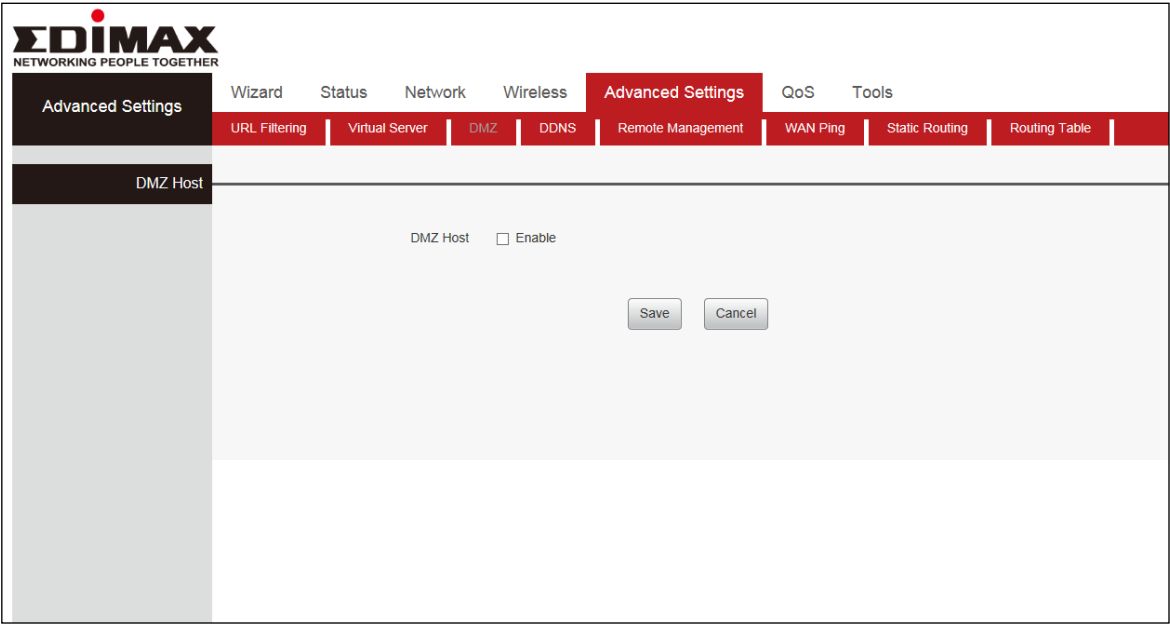 EDIMAX
NETWORKING PEOPLE TOGETHER
Advanced Settings
Wizard Status Network Wireless Advanced Settings QoS Tools
URL Filtering Virtual Server DMZ DDNS Remote Management WAN Ping Static Routing Routing Table
DMZ Host
DMZ Host Enable
Save Cancel